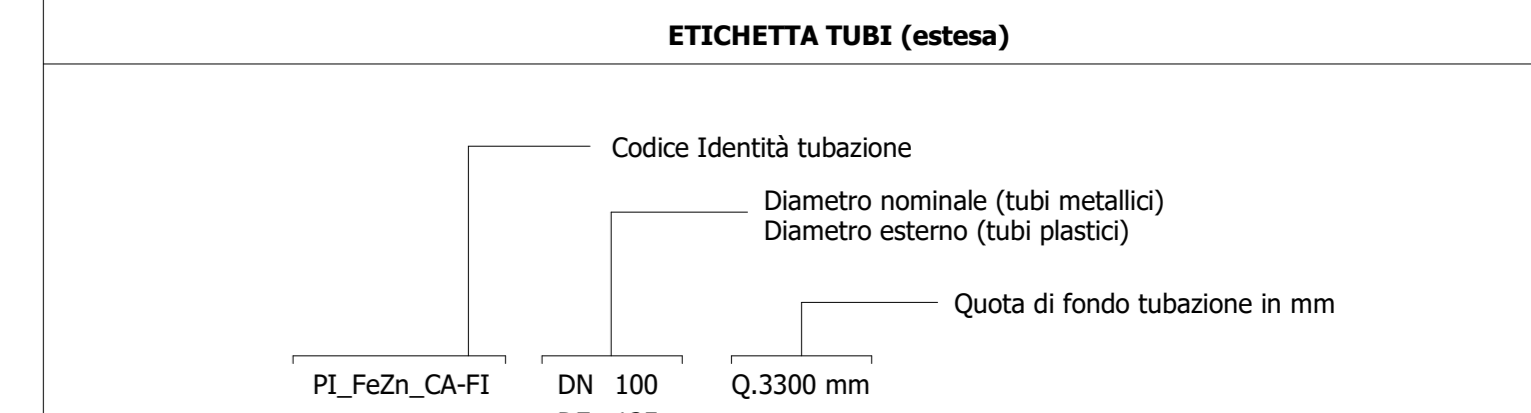 ETICHETTA TUBI (estesa)
Codice Identità tubazione
Diametro nominale (tubi metallici)
Diametro esterno (tubi plastici)
Quota di fondo tubazione in mm
PI_FeZn_CA-FI DN 100 Q.3300 mm